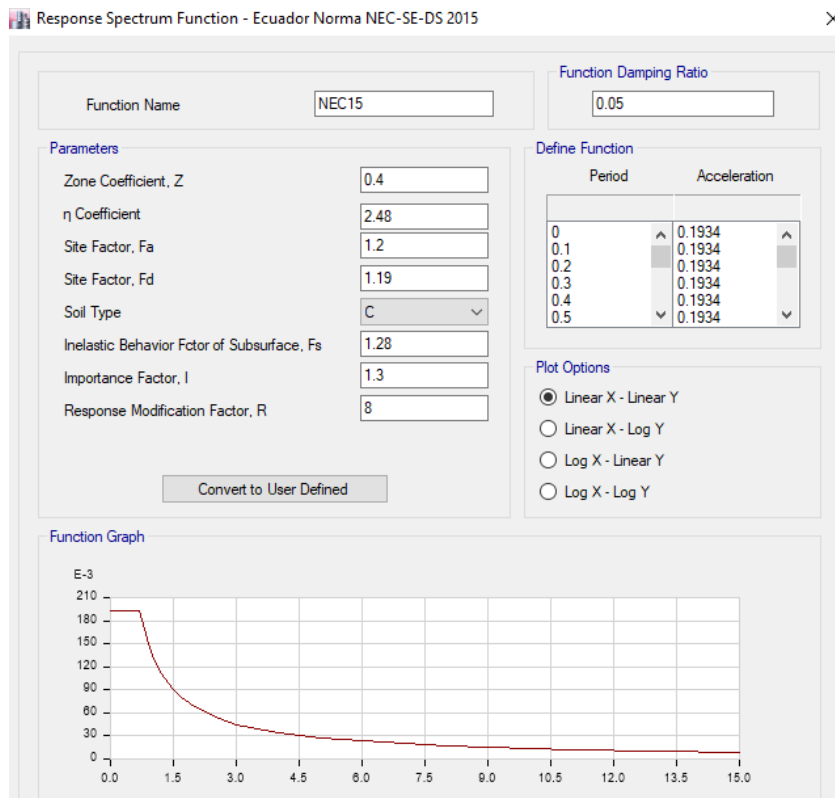 Response Spectrum Function - Ecuador Norma NEC-SE-DS 2015
Function Name
NEC15
Function Damping Ratio
0.05
Parameters
Zone Coefficient, Z
0.4
η Coefficient
2.48
Site Factor, Fa
1.2
Site Factor, Fd
1.19
Soil Type
C
Inelastic Behavior Fctor of Subsurface, Fs
1.28
Importance Factor, I
1.3
Response Modification Factor, R
8
Convert to User Defined
Define Function
Period Acceleration
0 0.1934
0.1 0.1934
0.2 0.1934
0.3 0.1934
0.4 0.1934
0.5 0.1934
Plot Options
Linear X - Linear Y
Linear X - Log Y
Log X - Linear Y
Log X - Log Y
Function Graph
E-3
210
180
150
120
90
60
30
0
0.0 1.5 3.0 4.5 6.0 7.5 9.0 10.5 12.0 13.5 15.0